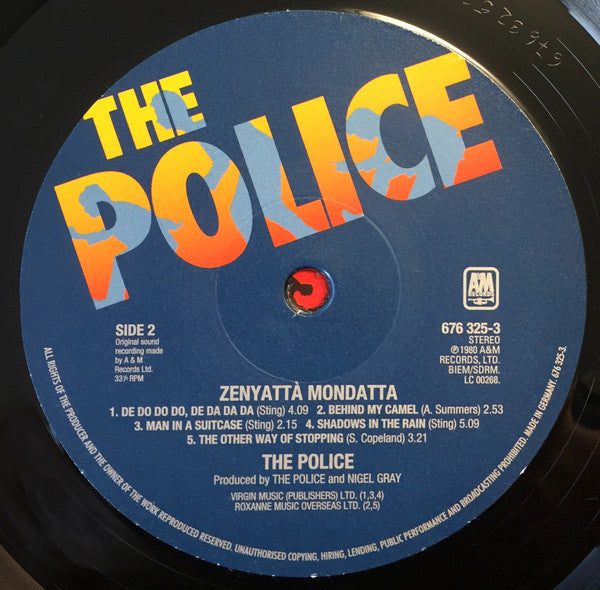 THE
POLICE
A&M
RECORDS
SIDE 2
Original sound
recording made
by A & M
Records Ltd.
33⅓ RPM
676 325-3
STEREO
℗1980 A&M
RECORDS, LTD.
BIEM/SDRM.
LC 00268.
ZENYATTÀ MONDATTA
1. DE DO DO DO, DE DA DA DA (Sting) 4.09 2. BEHIND MY CAMEL (A. Summers) 2.53
3. MAN IN A SUITCASE (Sting) 2.15 4. SHADOWS IN THE RAIN (Sting) 5.09
5. THE OTHER WAY OF STOPPING (S. Copeland) 3.21
THE POLICE
Produced by THE POLICE and NIGEL GRAY
VIRGIN MUSIC (PUBLISHERS) LTD. (1,3,4)
ROXANNE MUSIC OVERSEAS LTD. (2,5)
ALL RIGHTS OF THE PRODUCER AND THE OWNER OF THE WORK REPRODUCED RESERVED. UNAUTHORISED COPYING, HIRING, LENDING, PUBLIC PERFORMANCE AND BROADCASTING PROHIBITED. MADE IN GERMANY. 676 325-3.